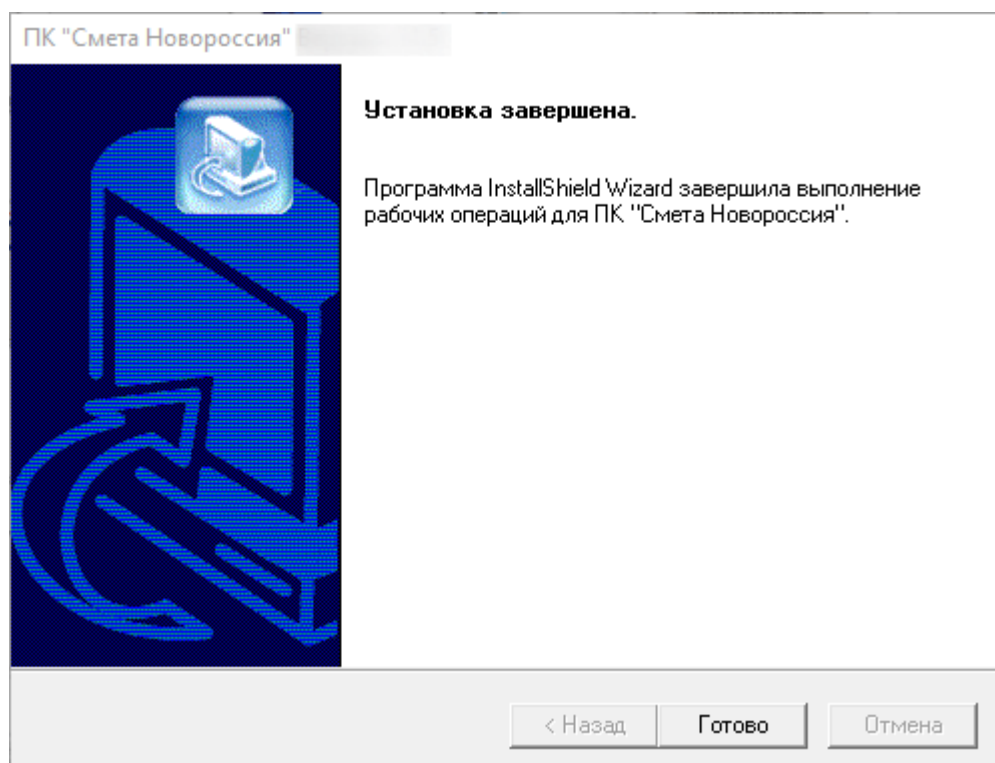 ПК "Смета Новороссия"
Установка завершена.
Программа InstallShield Wizard завершила выполнение
рабочих операций для ПК "Смета Новороссия".
< Назад
Готово
Отмена